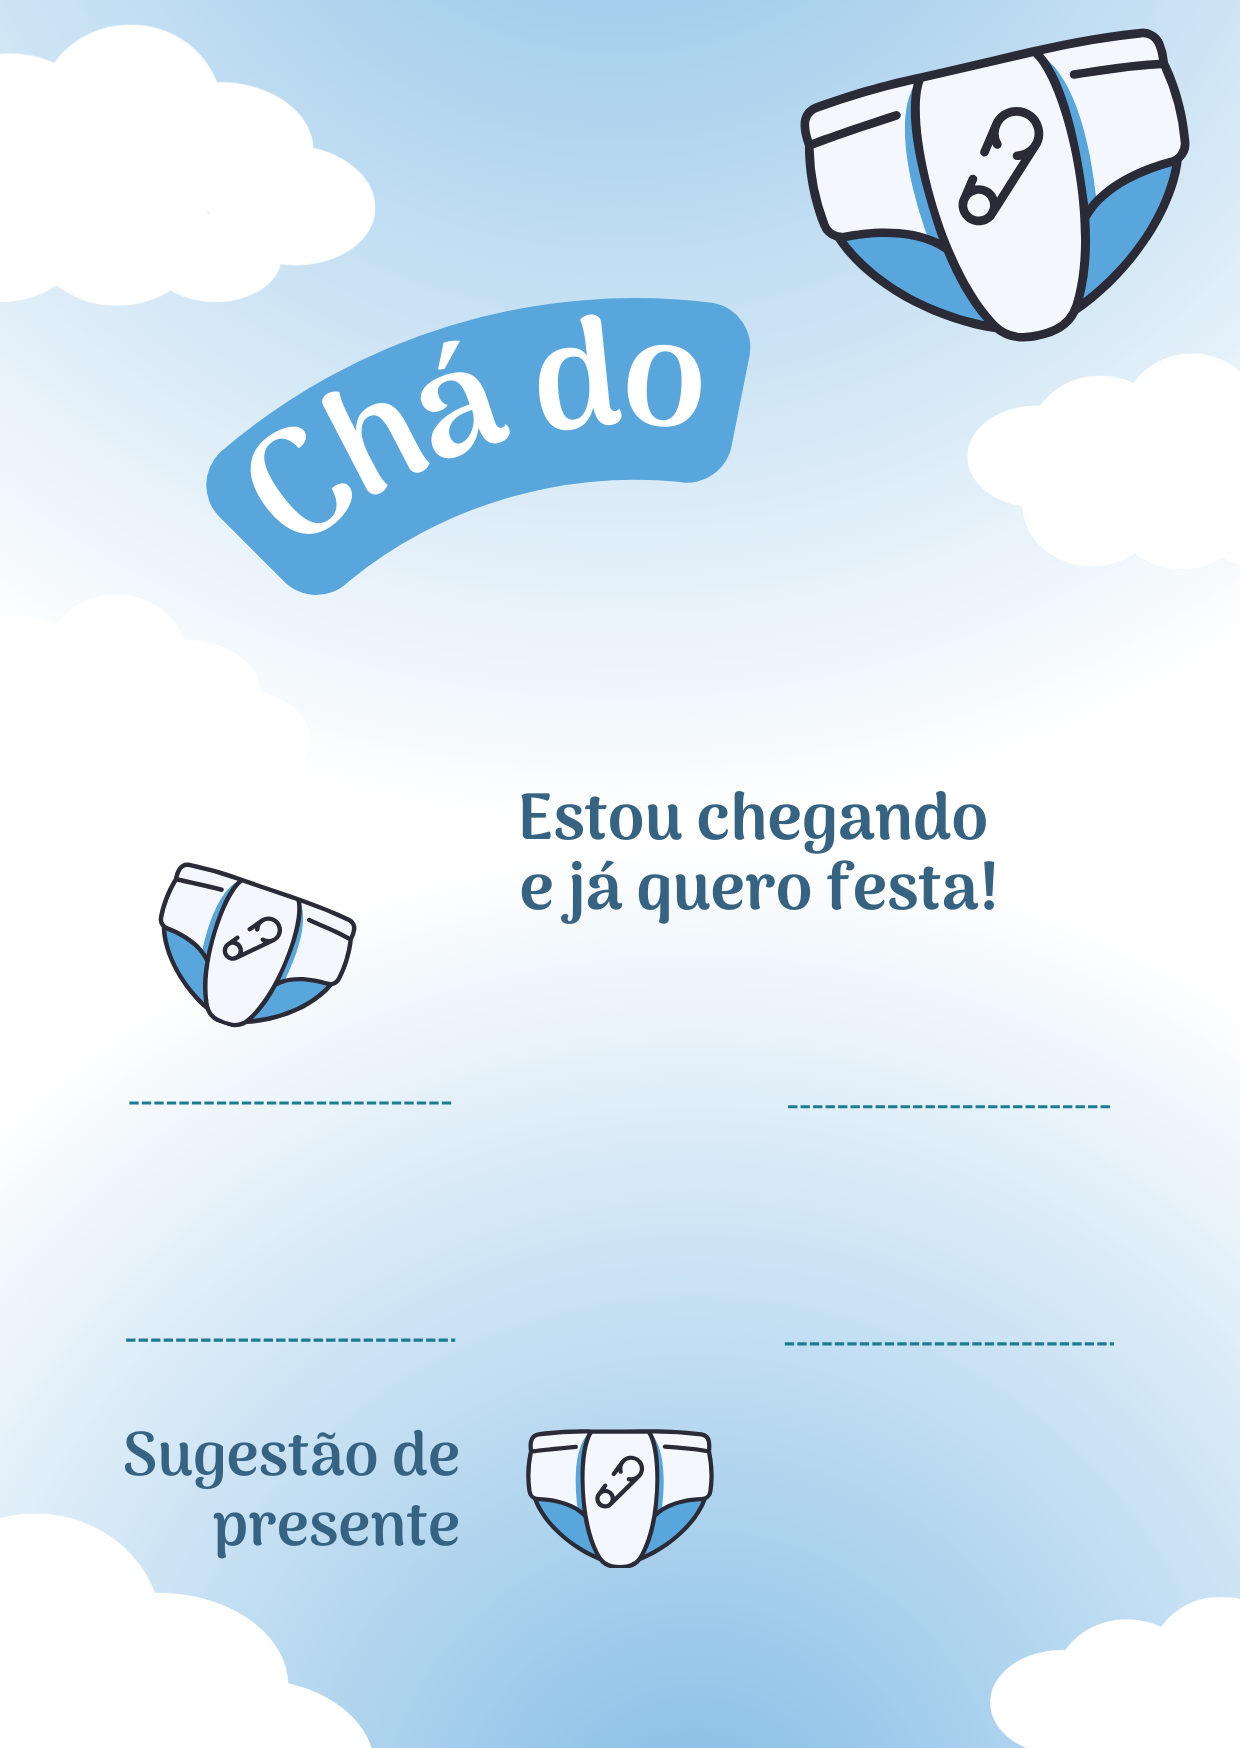 Chá do
Estou chegando
e já quero festa!
Sugestão de
presente